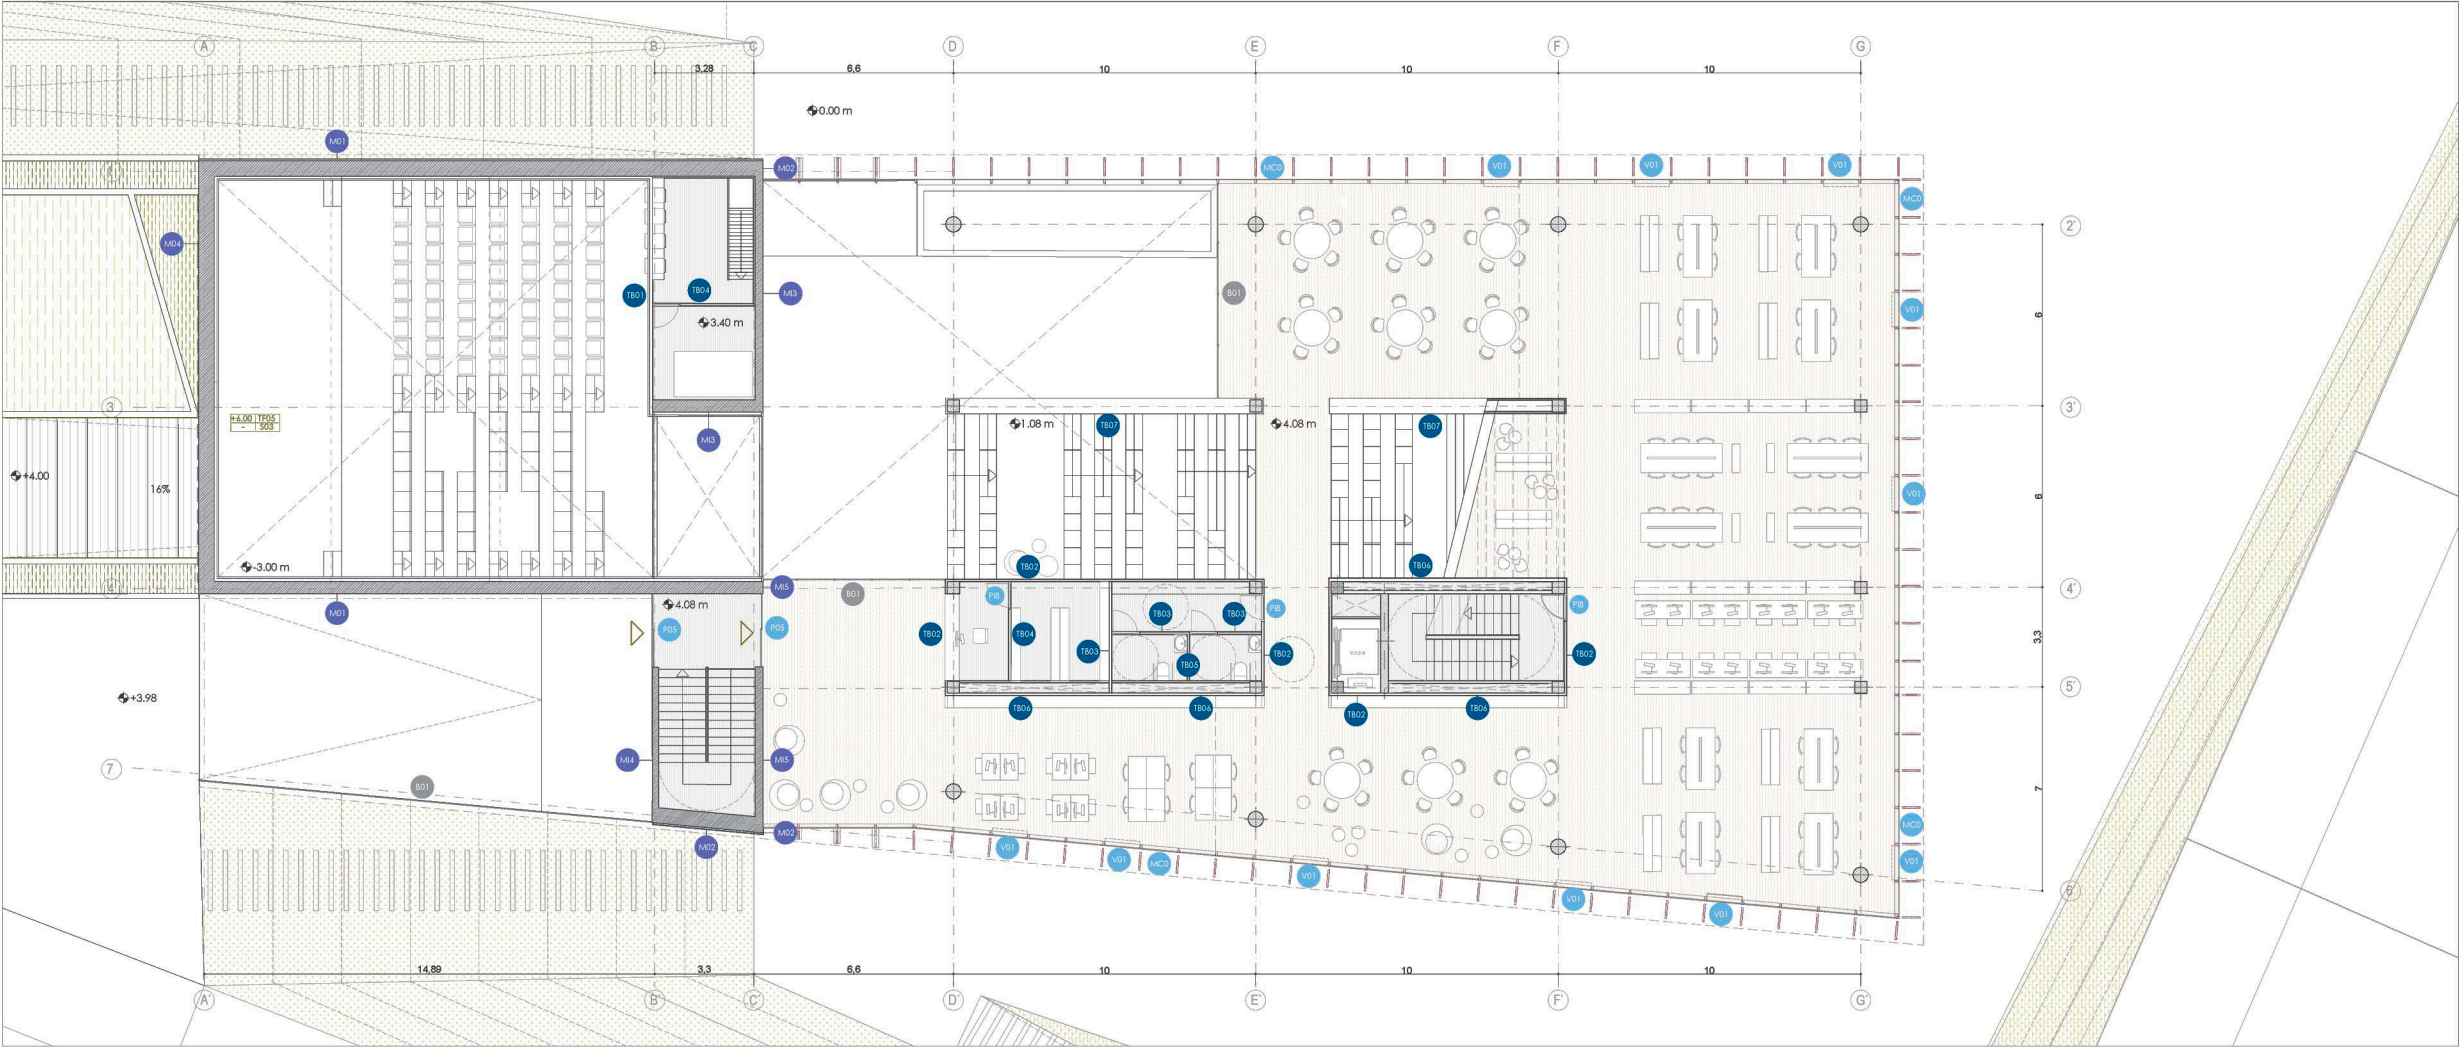 A B C D E F G
3,28 6,6 10 10 10
0.00 m
M01 M02 MC0 V01 V01 V01
MC0
2'
M04
TB01 TB04 MI3 B01
V01
3.40 m
6
3 3'
+6.00 TF05
- S03
1.08 m TB07 4.08 m TB07
MI3
+4.00
16%
V01
6
-3.00 m TB02 TB06
4 MI5 B01 4'
M01 4.08 m Pi8 Pi8 Pi8
P05 P05 TB02 TB04 TB03 TB03
TB03 TB05 TB02 TB02
3,3
+3.98
5'
TB06 TB06 TB02 TB06
7 MI4 MI5
B01
7
M02 M02 MC0
V01 V01 MC0 V01 V01
V01 V01
6'
14,89 3,3 6,6 10 10 10
A' B' C' D' E' F' G'